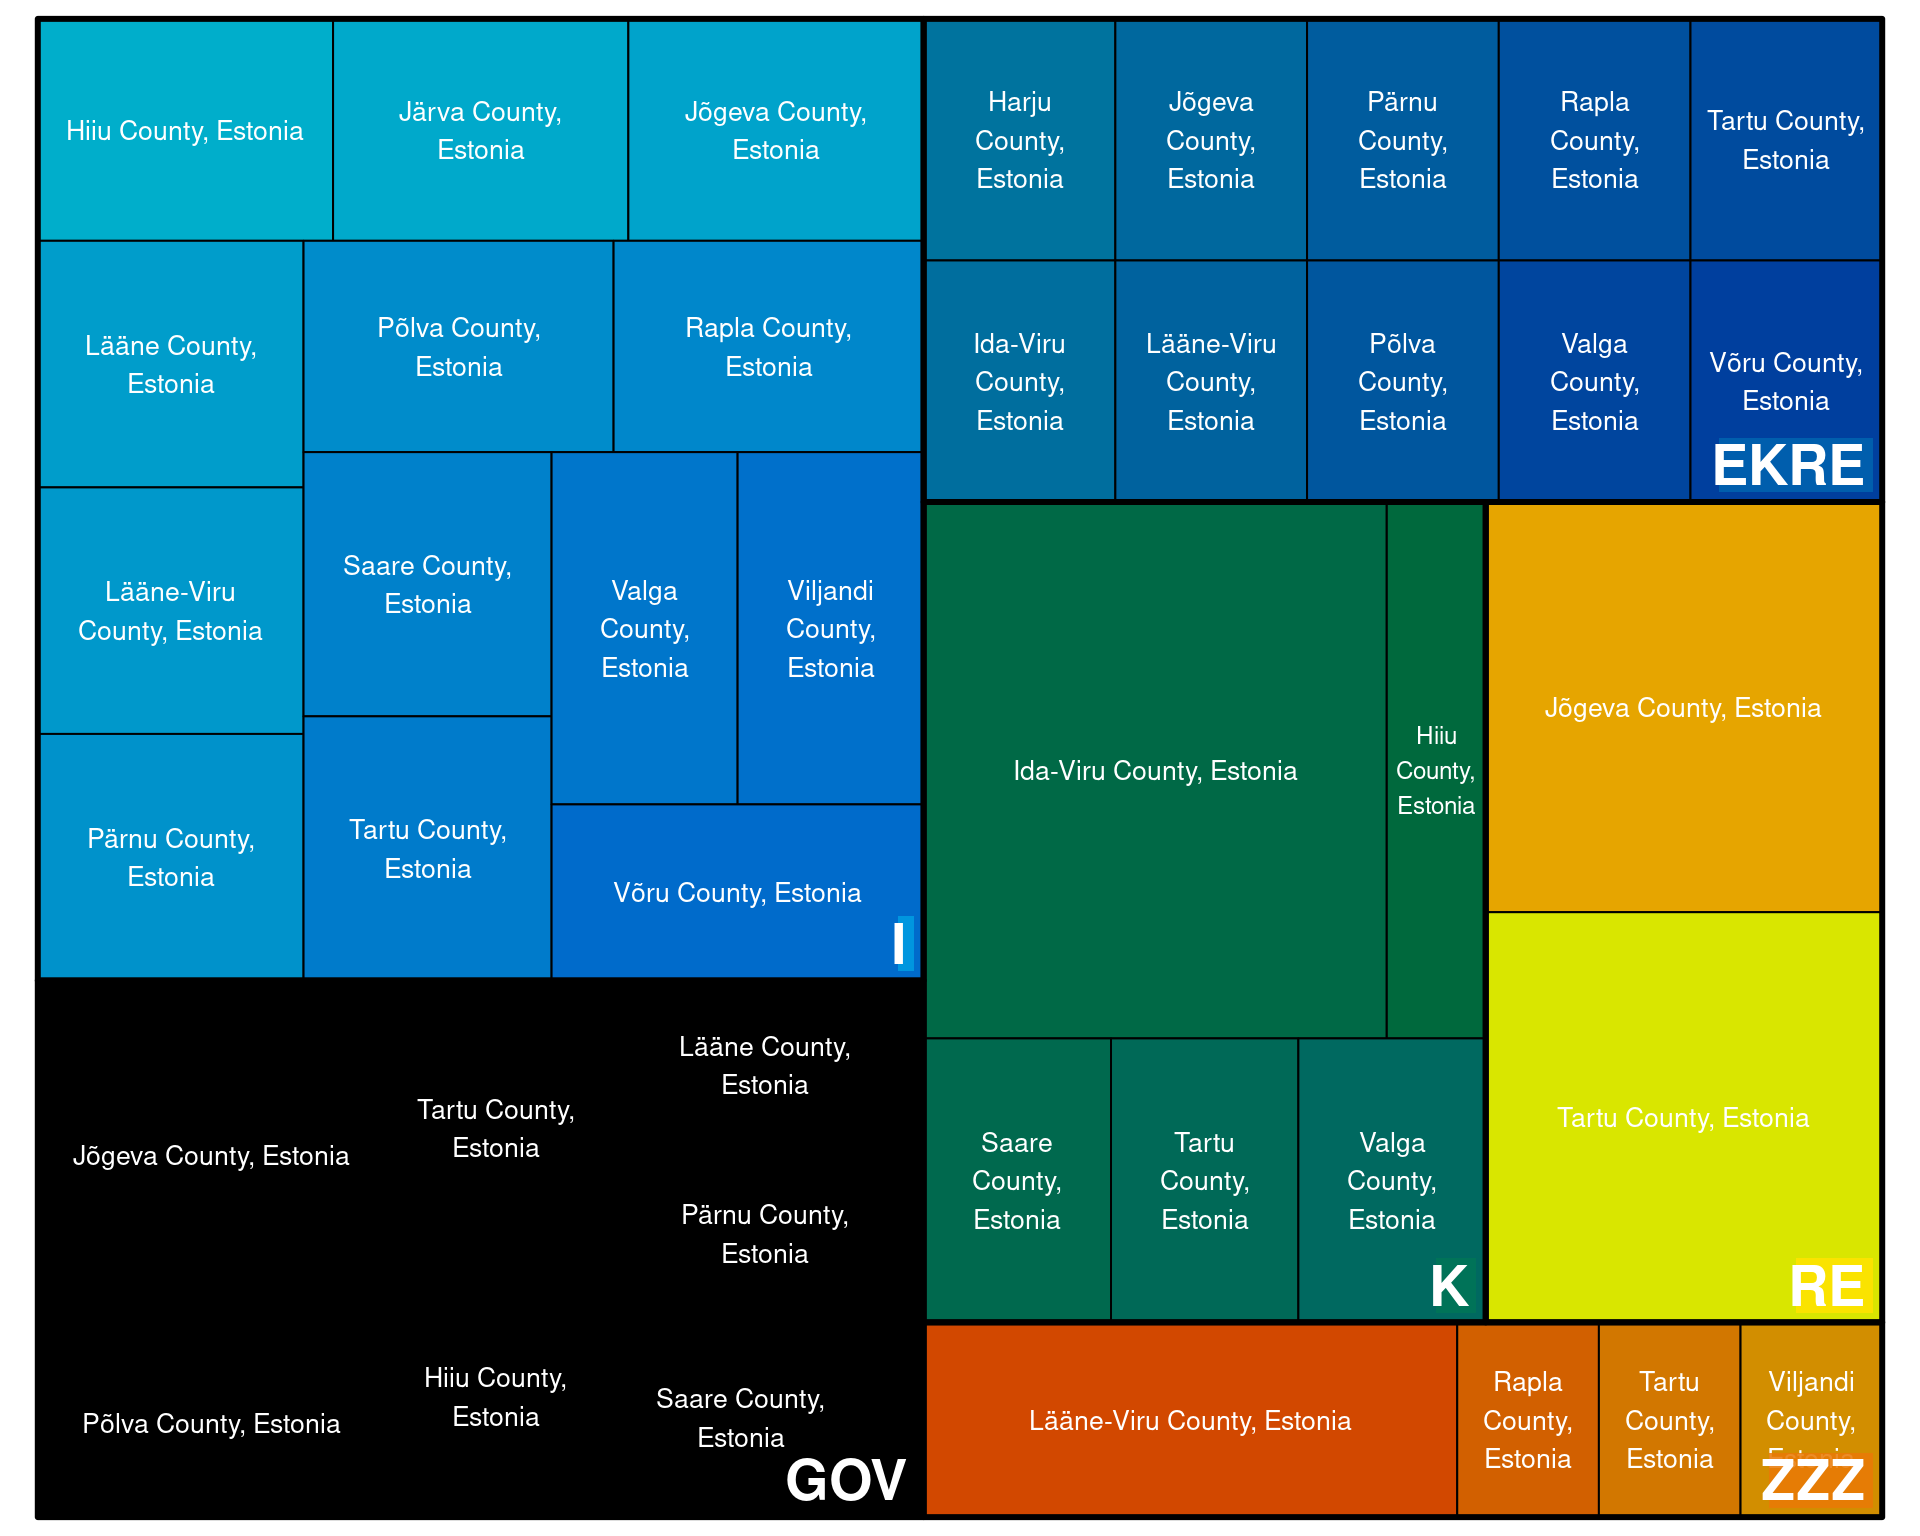 Hiiu County, Estonia
Järva County,
Estonia
Jõgeva County,
Estonia
Lääne County,
Estonia
Põlva County,
Estonia
Rapla County,
Estonia
Lääne-Viru
County, Estonia
Saare County,
Estonia
Valga
County,
Estonia
Viljandi
County,
Estonia
Pärnu County,
Estonia
Tartu County,
Estonia
Võru County, Estonia
I
Jõgeva County, Estonia
Tartu County,
Estonia
Lääne County,
Estonia
Pärnu County,
Estonia
Põlva County, Estonia
Hiiu County,
Estonia
Saare County,
Estonia
GOV
Harju
County,
Estonia
Jõgeva
County,
Estonia
Pärnu
County,
Estonia
Rapla
County,
Estonia
Tartu County,
Estonia
Ida-Viru
County,
Estonia
Lääne-Viru
County,
Estonia
Põlva
County,
Estonia
Valga
County,
Estonia
Võru County,
Estonia
EKRE
Ida-Viru County, Estonia
Hiiu
County,
Estonia
Saare
County,
Estonia
Tartu
County,
Estonia
Valga
County,
Estonia
K
Jõgeva County, Estonia
Tartu County, Estonia
RE
Lääne-Viru County, Estonia
Rapla
County,
Estonia
Tartu
County,
Estonia
Viljandi
County,
Estonia
ZZZ